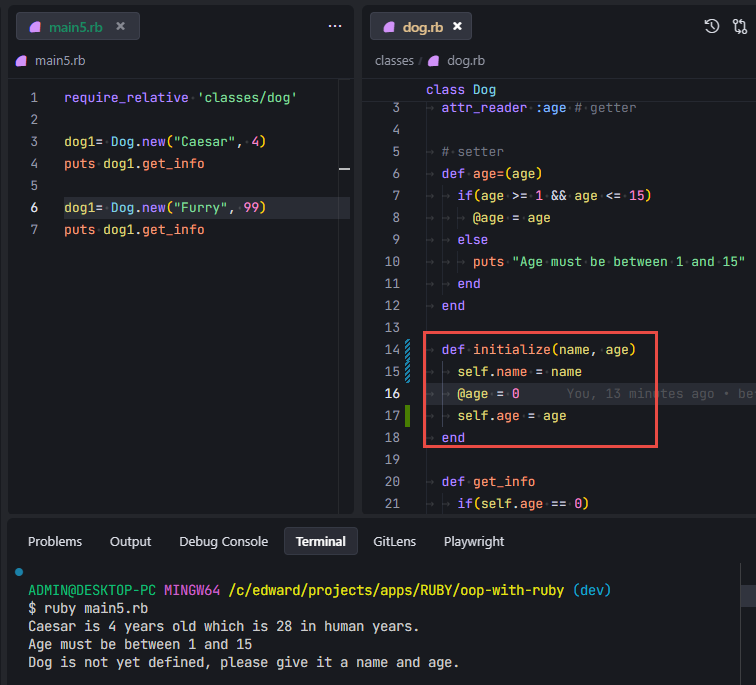 main5.rb
main5.rb
1 require_relative 'classes/dog'
2
3 dog1= Dog.new("Caesar", 4)
4 puts dog1.get_info
5
6 dog1= Dog.new("Furry", 99)
7 puts dog1.get_info
dog.rb
classes / dog.rb
class Dog
3 attr_reader :age # getter
4
5 # setter
6 def age=(age)
7 if(age >= 1 && age <= 15)
8 @age = age
9 else
10 puts "Age must be between 1 and 15"
11 end
12 end
13
14 def initialize(name, age)
15 self.name = name
16 @age = 0 You, 13 minutes ago • be
17 self.age = age
18 end
19
20 def get_info
21 if(self.age == 0)
Problems Output Debug Console Terminal GitLens Playwright
ADMIN@DESKTOP-PC MINGW64 /c/edward/projects/apps/RUBY/oop-with-ruby (dev)
$ ruby main5.rb
Caesar is 4 years old which is 28 in human years.
Age must be between 1 and 15
Dog is not yet defined, please give it a name and age.